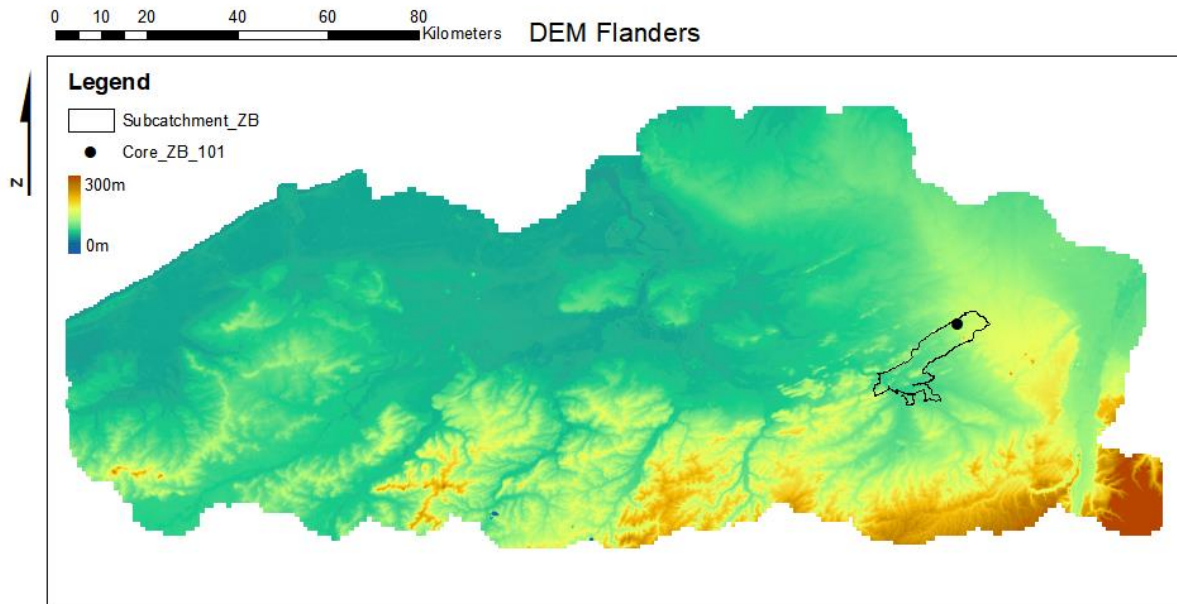 0 10 20 40 60 80
Kilometers
DEM Flanders
Legend
Subcatchment_ZB
Core_ZB_101
300m
0m
N